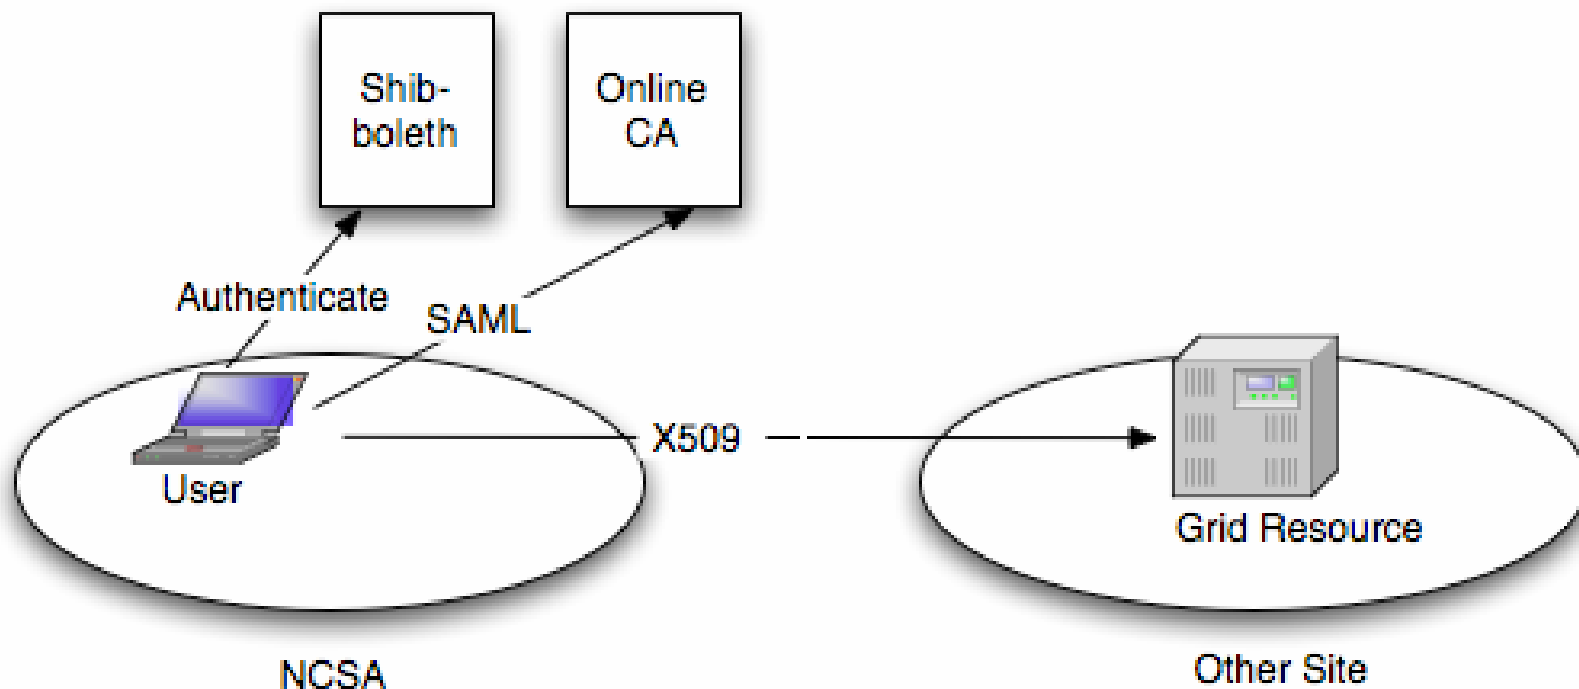 Shib-
boleth
Online
CA
Authenticate
SAML
X509
User
Grid Resource
NCSA
Other Site